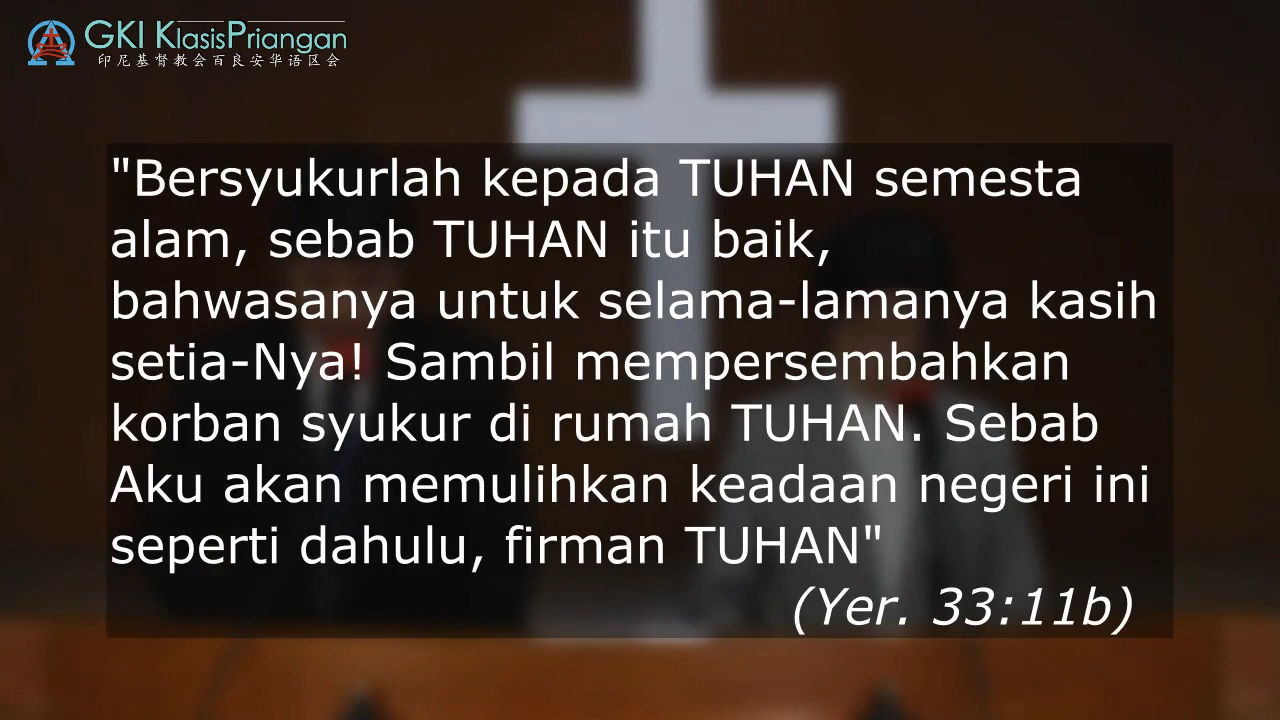 GKI KlasisPriangan
印尼基督教会百良安华语区会
"Bersyukurlah kepada TUHAN semesta
alam, sebab TUHAN itu baik,
bahwasanya untuk selama-lamanya kasih
setia-Nya! Sambil mempersembahkan
korban syukur di rumah TUHAN. Sebab
Aku akan memulihkan keadaan negeri ini
seperti dahulu, firman TUHAN"
(Yer. 33:11b)